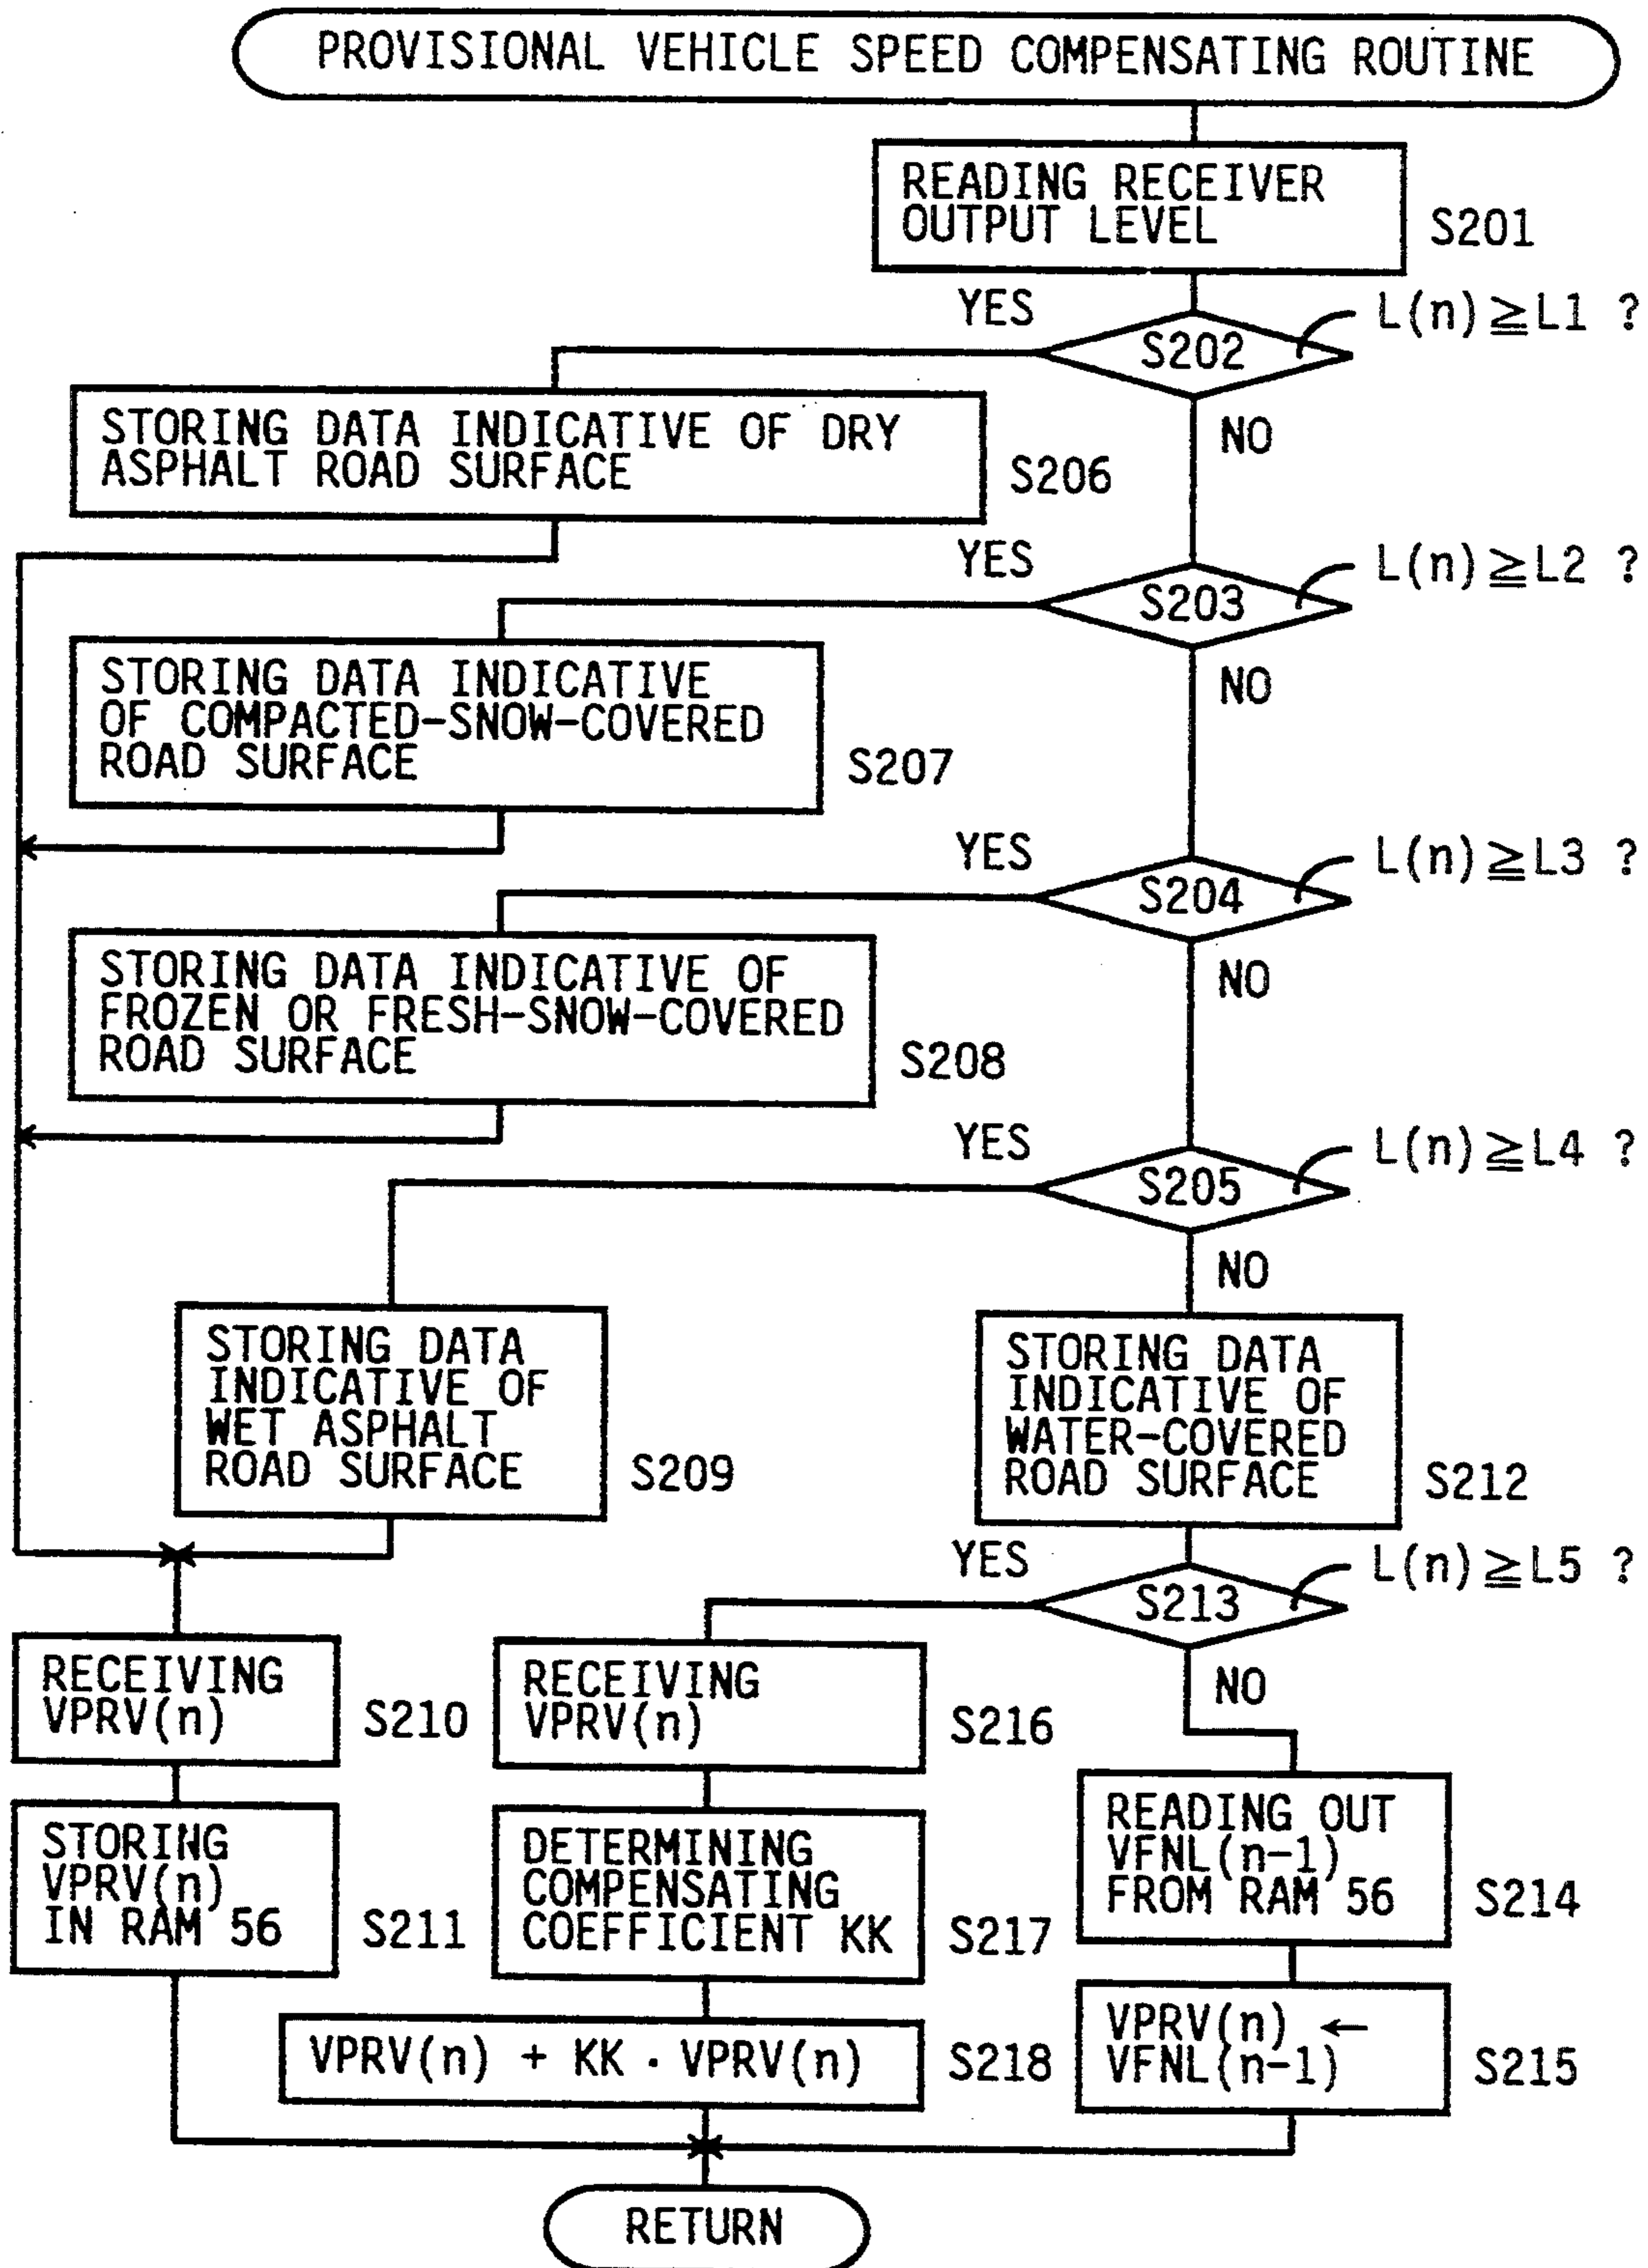 PROVISIONAL VEHICLE SPEED COMPENSATING ROUTINE
READING RECEIVER
OUTPUT LEVEL
S201
YES
S202
L(n)≧L1 ?
NO
STORING DATA INDICATIVE OF DRY
ASPHALT ROAD SURFACE
S206
YES
S203
L(n)≧L2 ?
NO
STORING DATA INDICATIVE
OF COMPACTED-SNOW-COVERED
ROAD SURFACE
S207
YES
S204
L(n)≧L3 ?
NO
STORING DATA INDICATIVE OF
FROZEN OR FRESH-SNOW-COVERED
ROAD SURFACE
S208
YES
S205
L(n)≧L4 ?
NO
STORING DATA
INDICATIVE OF
WET ASPHALT
ROAD SURFACE
S209
STORING DATA
INDICATIVE OF
WATER-COVERED
ROAD SURFACE
S212
YES
S213
L(n)≧L5 ?
NO
RECEIVING
VPRV(n)
S210
RECEIVING
VPRV(n)
S216
STORING
VPRV(n)
IN RAM 56
S211
DETERMINING
COMPENSATING
COEFFICIENT KK
S217
READING OUT
VFNL(n-1)
FROM RAM 56
S214
VPRV(n) + KK · VPRV(n)
S218
VPRV(n) ←
VFNL(n-1)
S215
RETURN